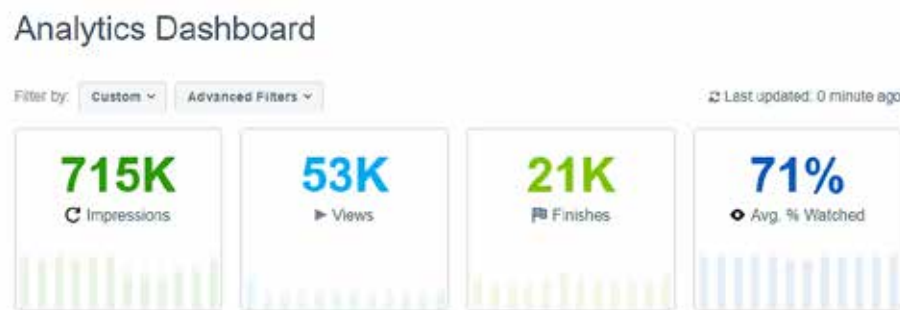 Analytics Dashboard
Filter by: Custom Advanced Filters Last updated: 0 minute ago
715K 53K 21K 71%
Impressions Views Finishes Avg. % Watched